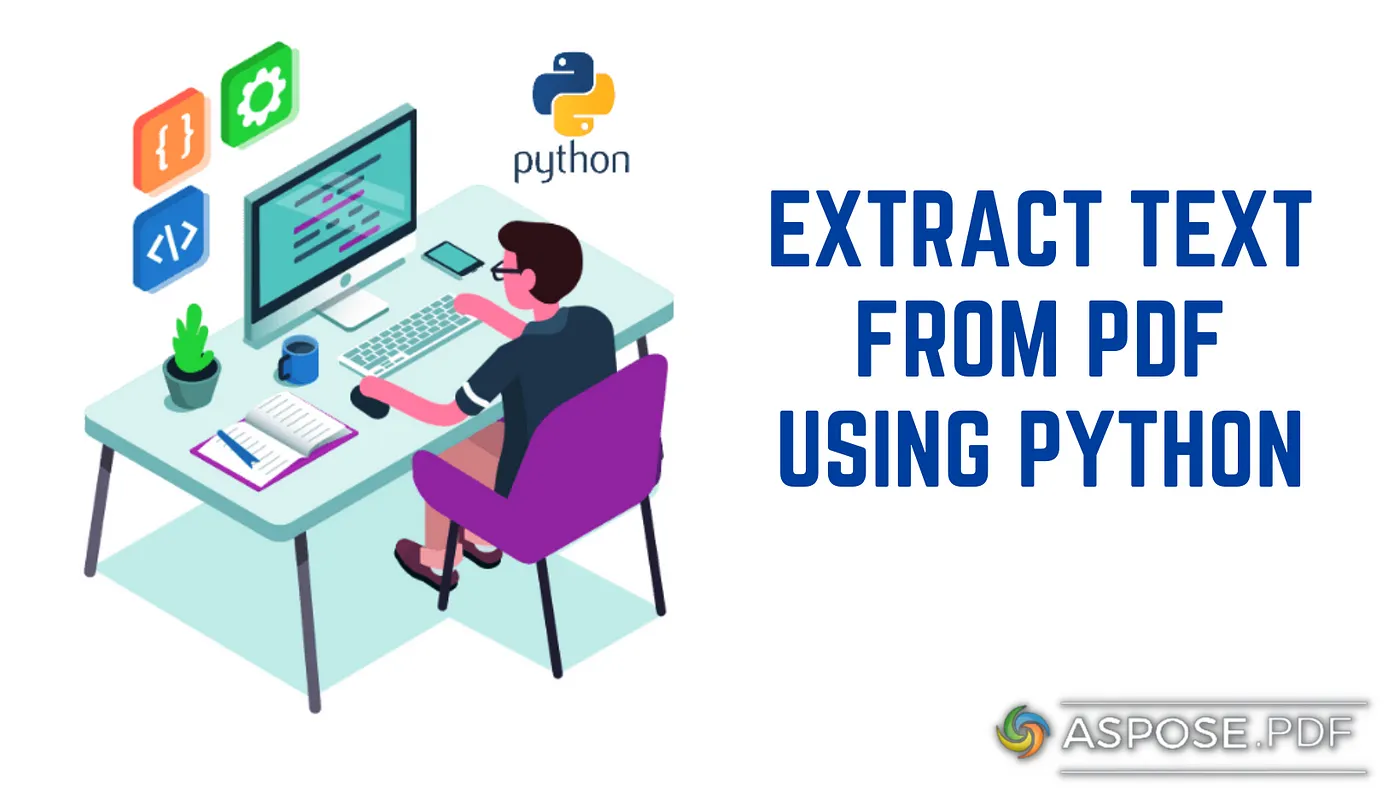 { }
</>
python
EXTRACT TEXT
FROM PDF
USING PYTHON
ASPOSE.PDF